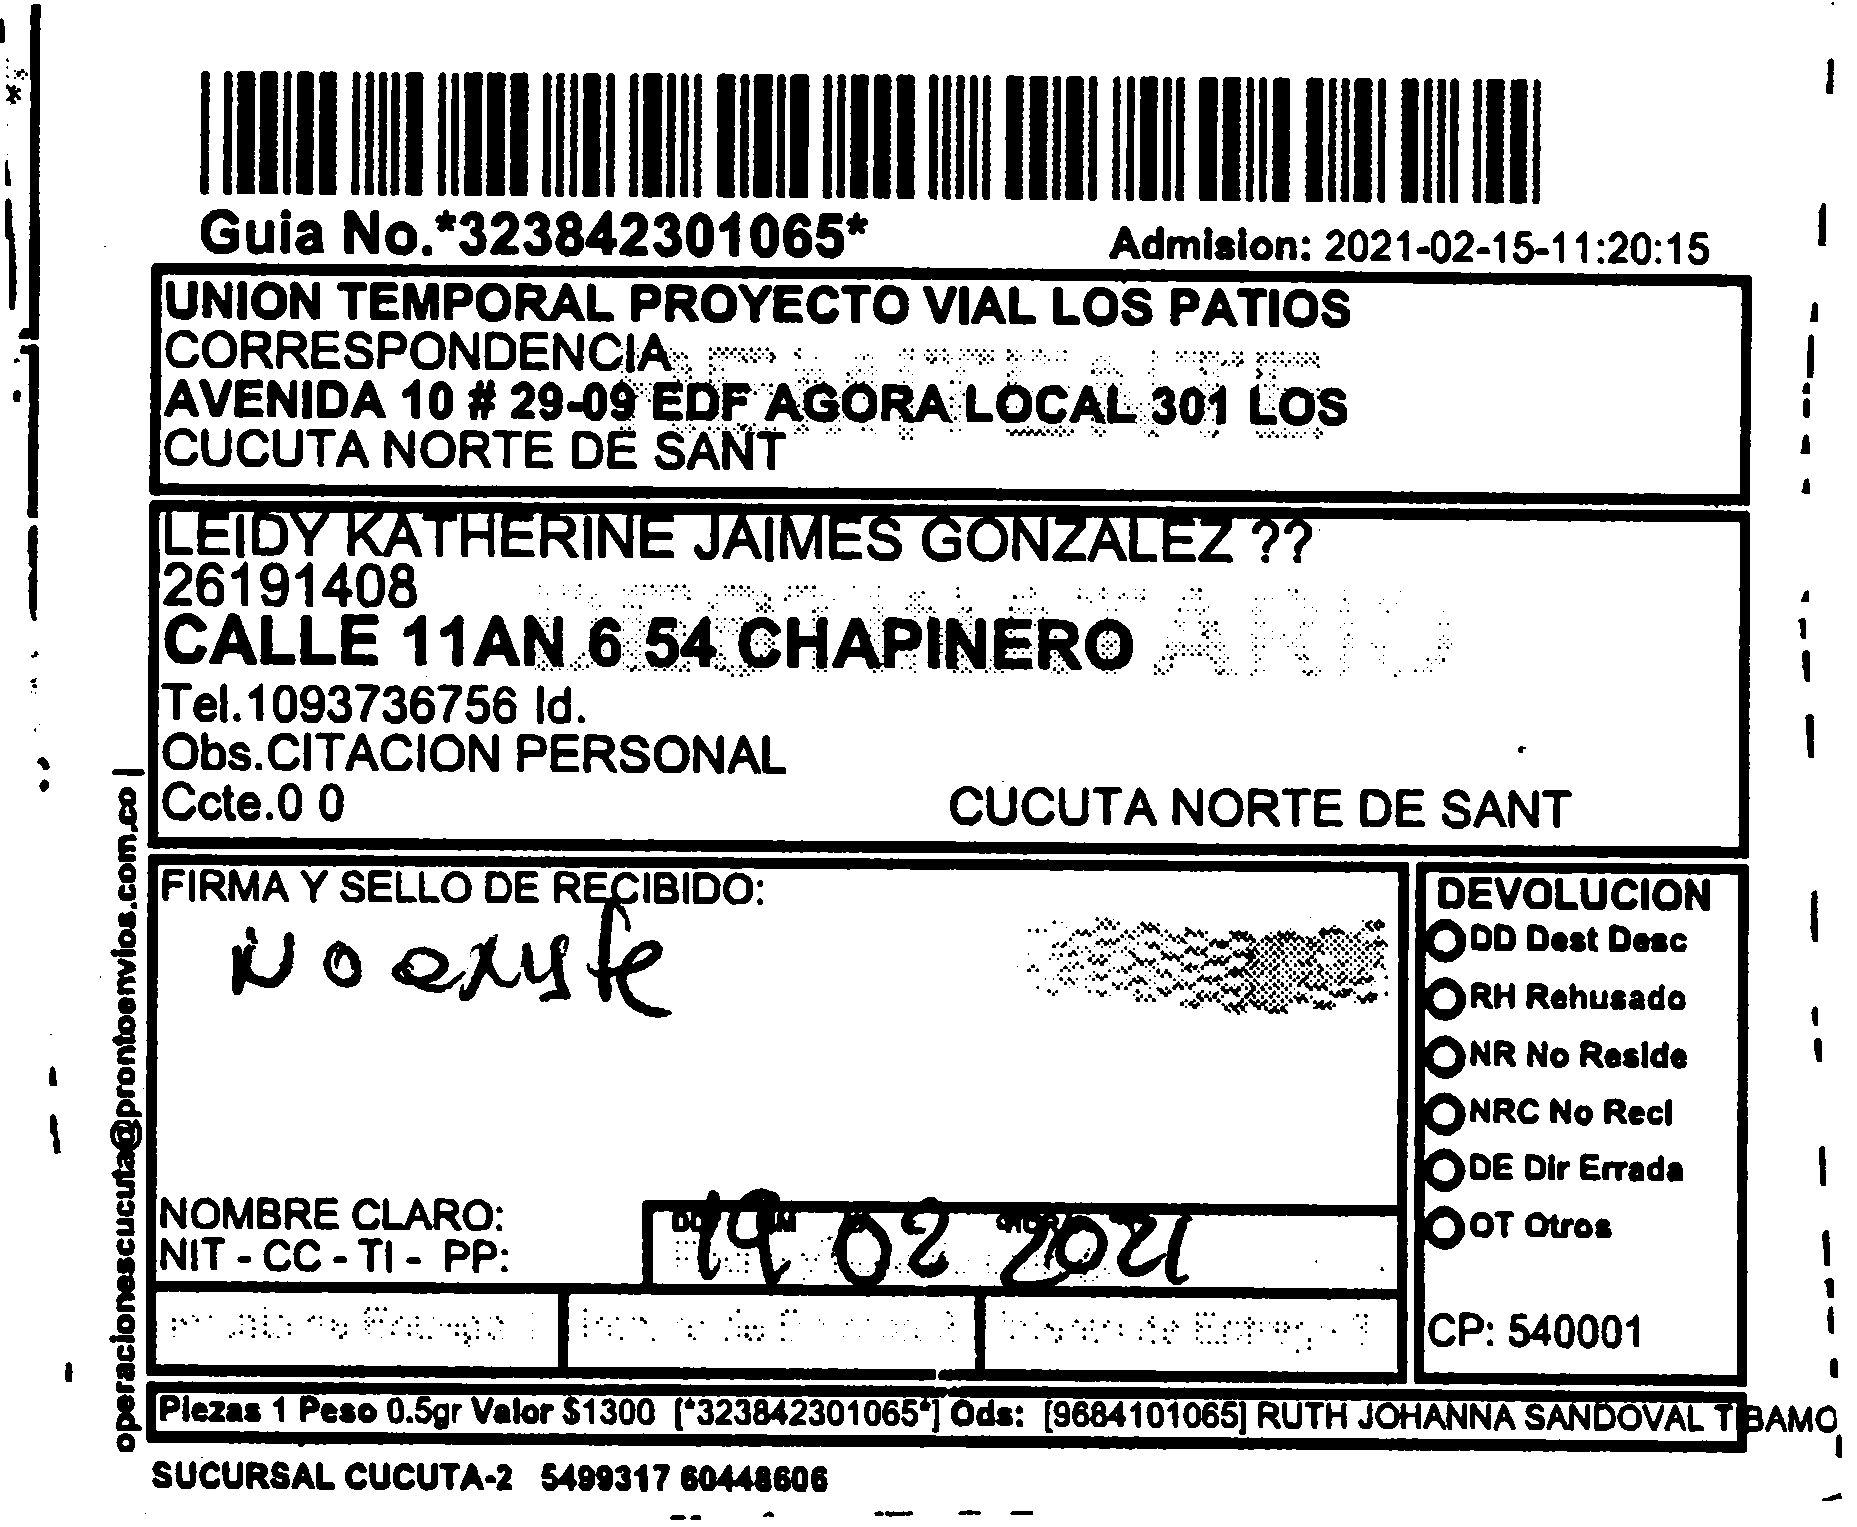 Guia No.*323842301065*
Admision: 2021-02-15-11:20:15
UNION TEMPORAL PROYECTO VIAL LOS PATIOS
CORRESPONDENCIA
REMITENTE
AVENIDA 10 # 29-09 EDF AGORA LOCAL 301 LOS
CUCUTA NORTE DE SANT
LEIDY KATHERINE JAIMES GONZALEZ ??
26191408
DESTINATARIO
CALLE 11AN 6 54 CHAPINERO
Tel.1093736756 Id.
Obs.CITACION PERSONAL
Ccte.0 0
CUCUTA NORTE DE SANT
FIRMA Y SELLO DE RECIBIDO:
No existe
NOMBRE CLARO:
NIT - CC - TI - PP:
19 02 2021
DEVOLUCION
DD Dest Desc
RH Rehusado
NR No Reside
NRC No Recl
DE Dir Errada
OT Otros
CP: 540001
Piezas 1 Peso 0.5gr Valor $1300 [*323842301065*] Ods: [9684101065] RUTH JOHANNA SANDOVAL TIBAMO
SUCURSAL CUCUTA-2 5499317 60448606
operacionescucuta@prontoenvios.com.co |